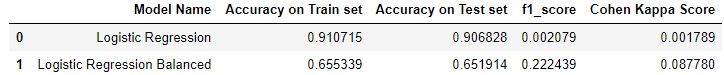 Model Name Accuracy on Train set Accuracy on Test set f1_score Cohen Kappa Score
0 Logistic Regression 0.910715 0.906828 0.002079 0.001789
1 Logistic Regression Balanced 0.655339 0.651914 0.222439 0.087780